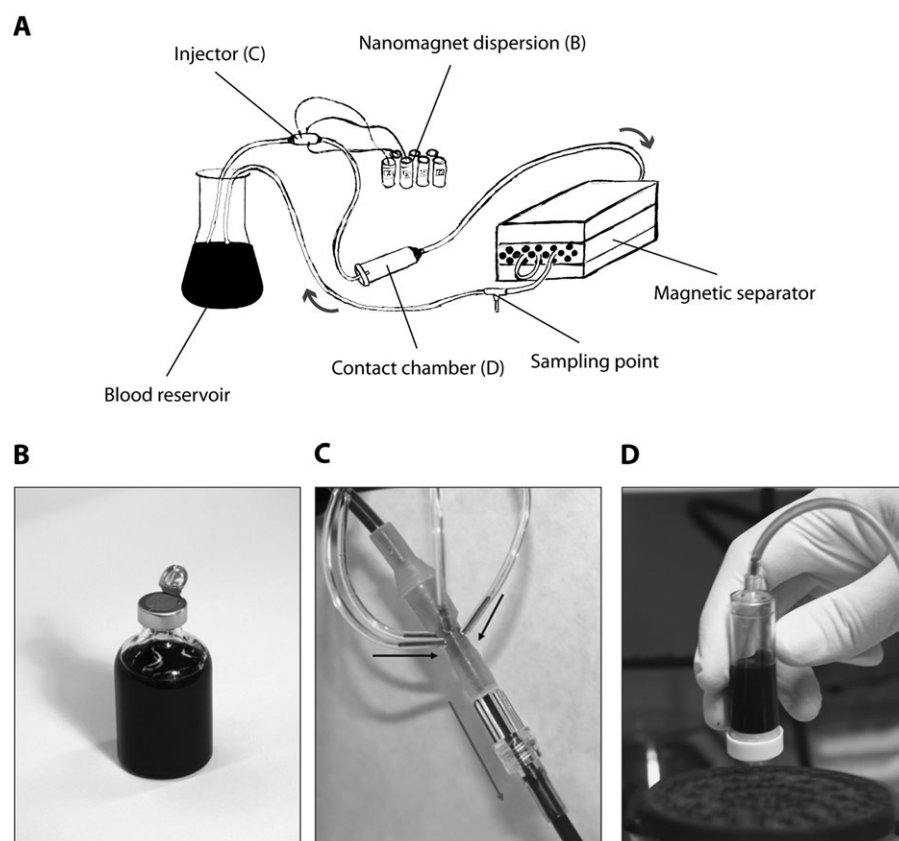 A
Nanomagnet dispersion (B)
Injector (C)
Magnetic separator
Sampling point
Contact chamber (D)
Blood reservoir
B
C
D